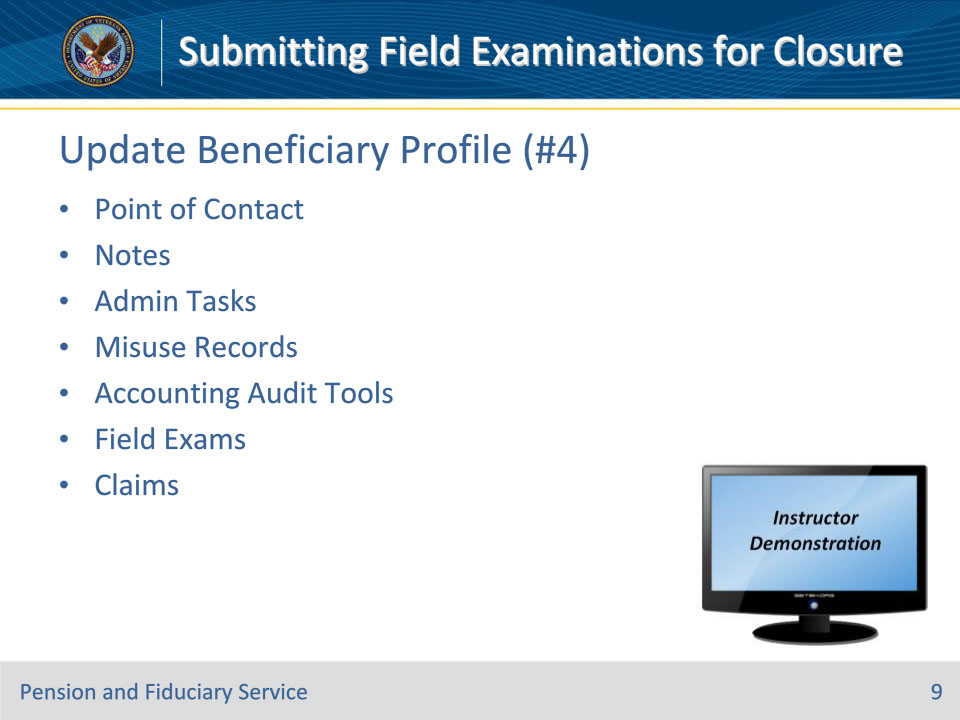 Submitting Field Examinations for Closure
Update Beneficiary Profile (#4)
• Point of Contact
• Notes
• Admin Tasks
• Misuse Records
• Accounting Audit Tools
• Field Exams
• Claims
Instructor
Demonstration
Pension and Fiduciary Service
9